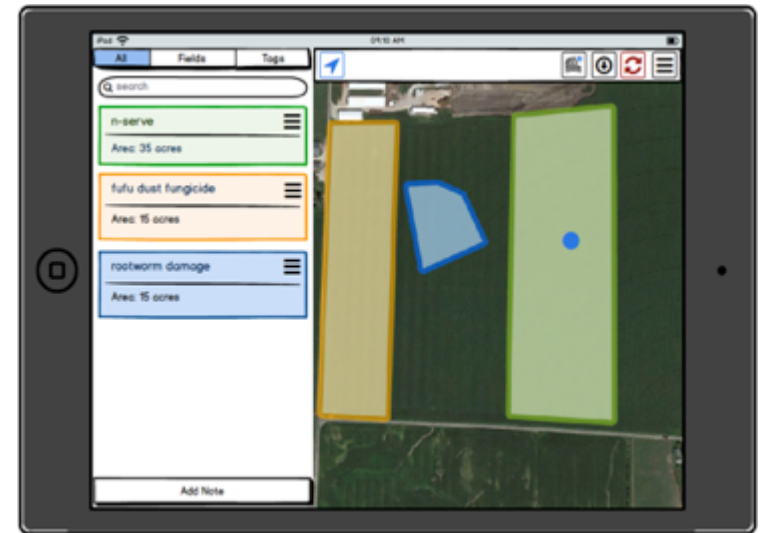 iPad 09:10 AM
All Fields Tags
search
n-serve
Area: 35 acres
fufu dust fungicide
Area: 15 acres
rootworm damage
Area: 15 acres
Add Note